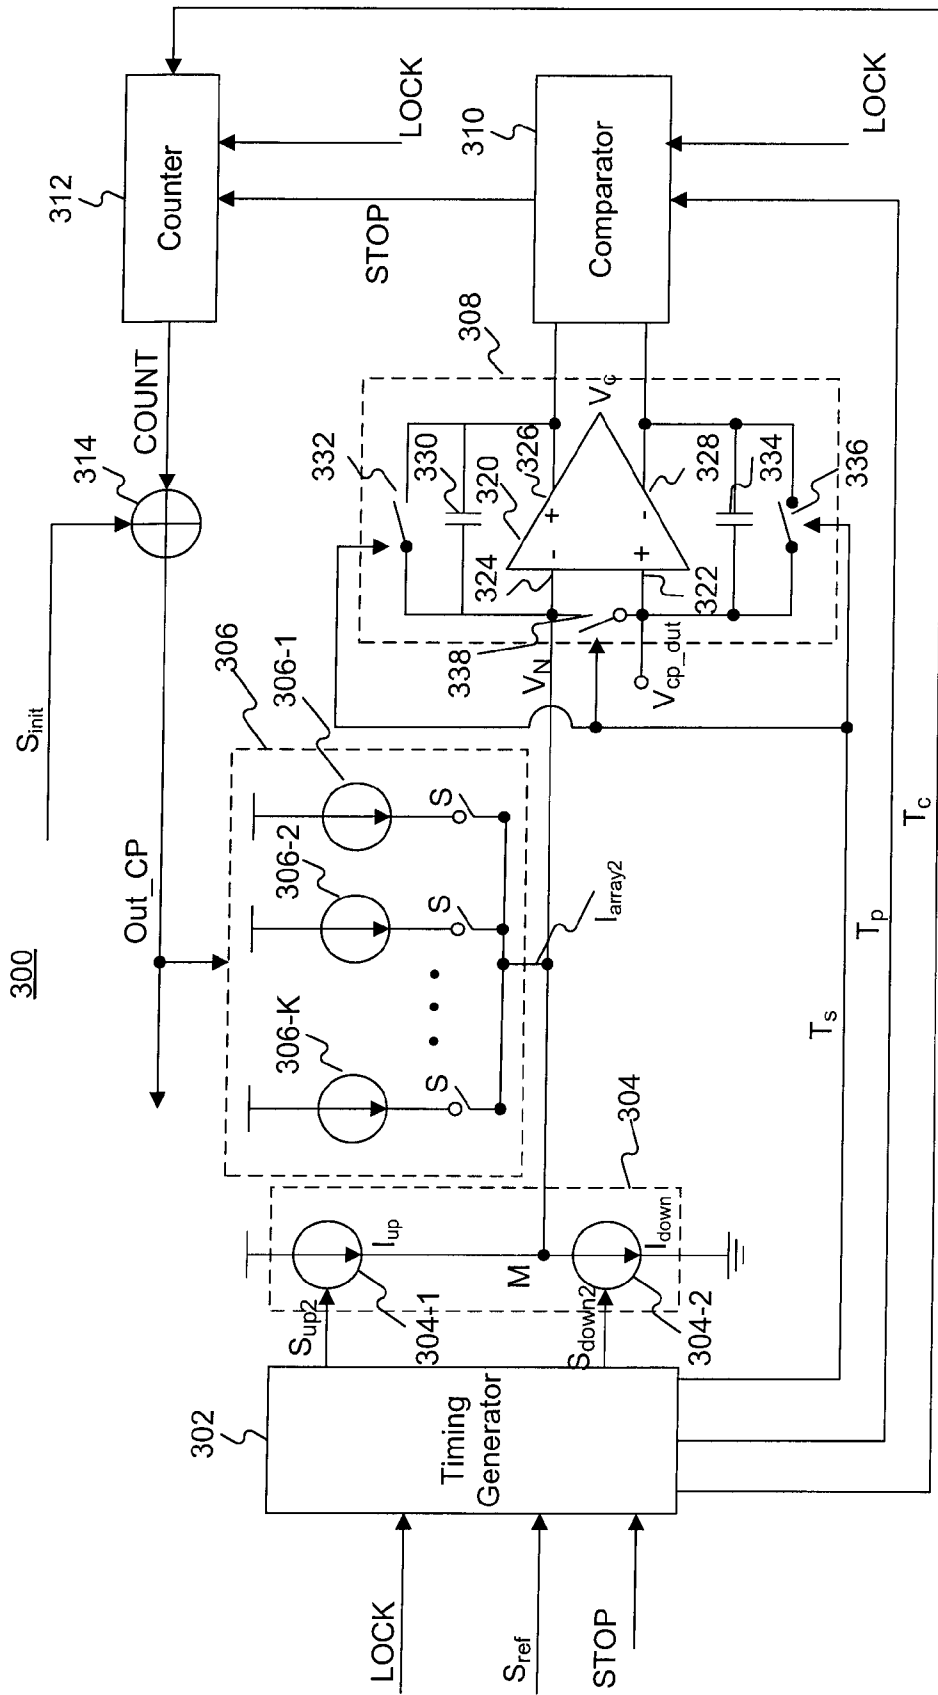 300
S_init
Out_CP
314
COUNT
312
Counter
LOCK
STOP
306
306-1
306-2
306-K
S
S
S
I_array2
308
332
330
320
326
324
322
328
334
336
338
+
-
-
+
V_N
V_cp_out
V_c
310
Comparator
LOCK
302
Timing
Generator
LOCK
S_ref
STOP
S_up2
S_down2
304
304-1
304-2
I_up
I_down
M
T_s
T_p
T_c